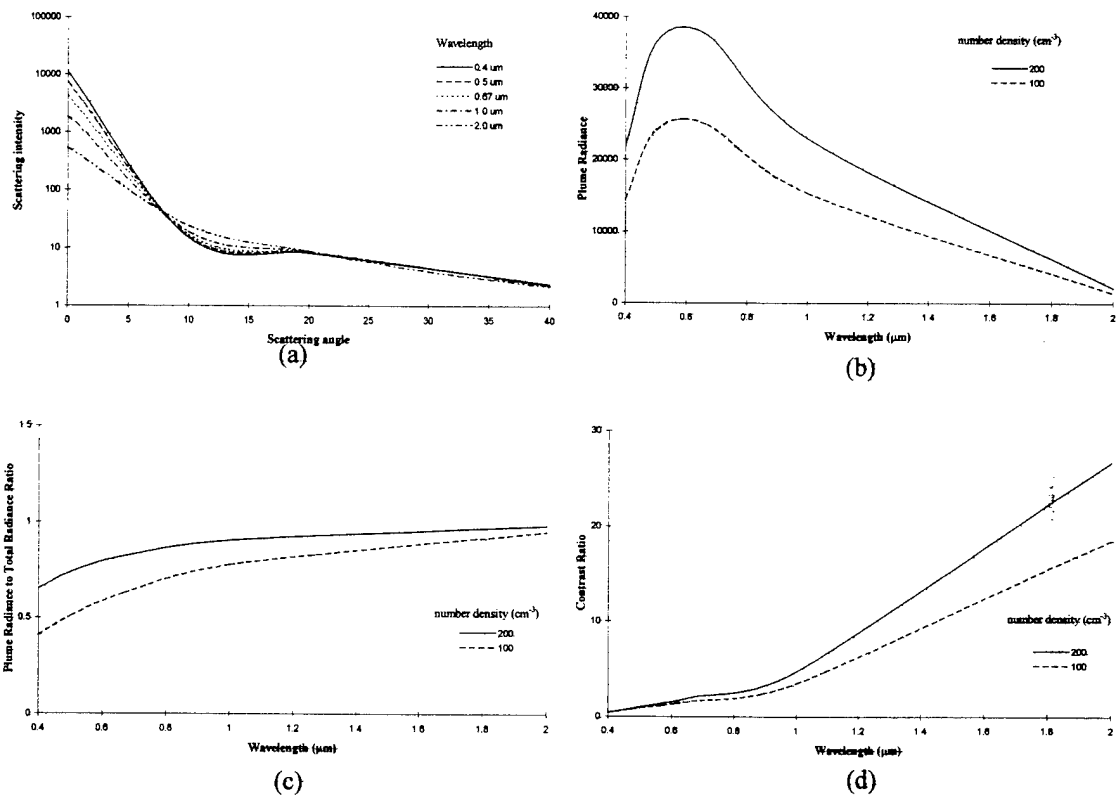 100000
10000
1000
100
10
1
0 5 10 15 20 25 30 35 40
Scattering intensity
Scattering angle
Wavelength
0.4 um
0.5 um
0.67 um
1.0 um
2.0 um
(a)
40000
30000
20000
10000
0
0.4 0.6 0.8 1 1.2 1.4 1.6 1.8 2
Plume Radiance
Wavelength (μm)
number density (cm⁻³)
200
100
(b)
1.5
1
0.5
0
0.4 0.6 0.8 1 1.2 1.4 1.6 1.8 2
Plume Radiance to Total Radiance Ratio
Wavelength (μm)
number density (cm⁻³)
200
100
(c)
30
20
10
0
0.4 0.6 0.8 1 1.2 1.4 1.6 1.8 2
Contrast Ratio
Wavelength (μm)
number density (cm⁻³)
200
100
(d)